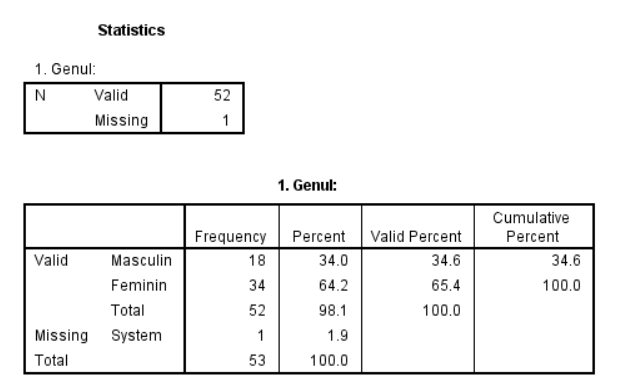 Statistics
1. Genul:
N Valid 52
Missing 1
1. Genul:
Frequency Percent Valid Percent Cumulative Percent
Valid Masculin 18 34.0 34.6 34.6
Feminin 34 64.2 65.4 100.0
Total 52 98.1 100.0
Missing System 1 1.9
Total 53 100.0